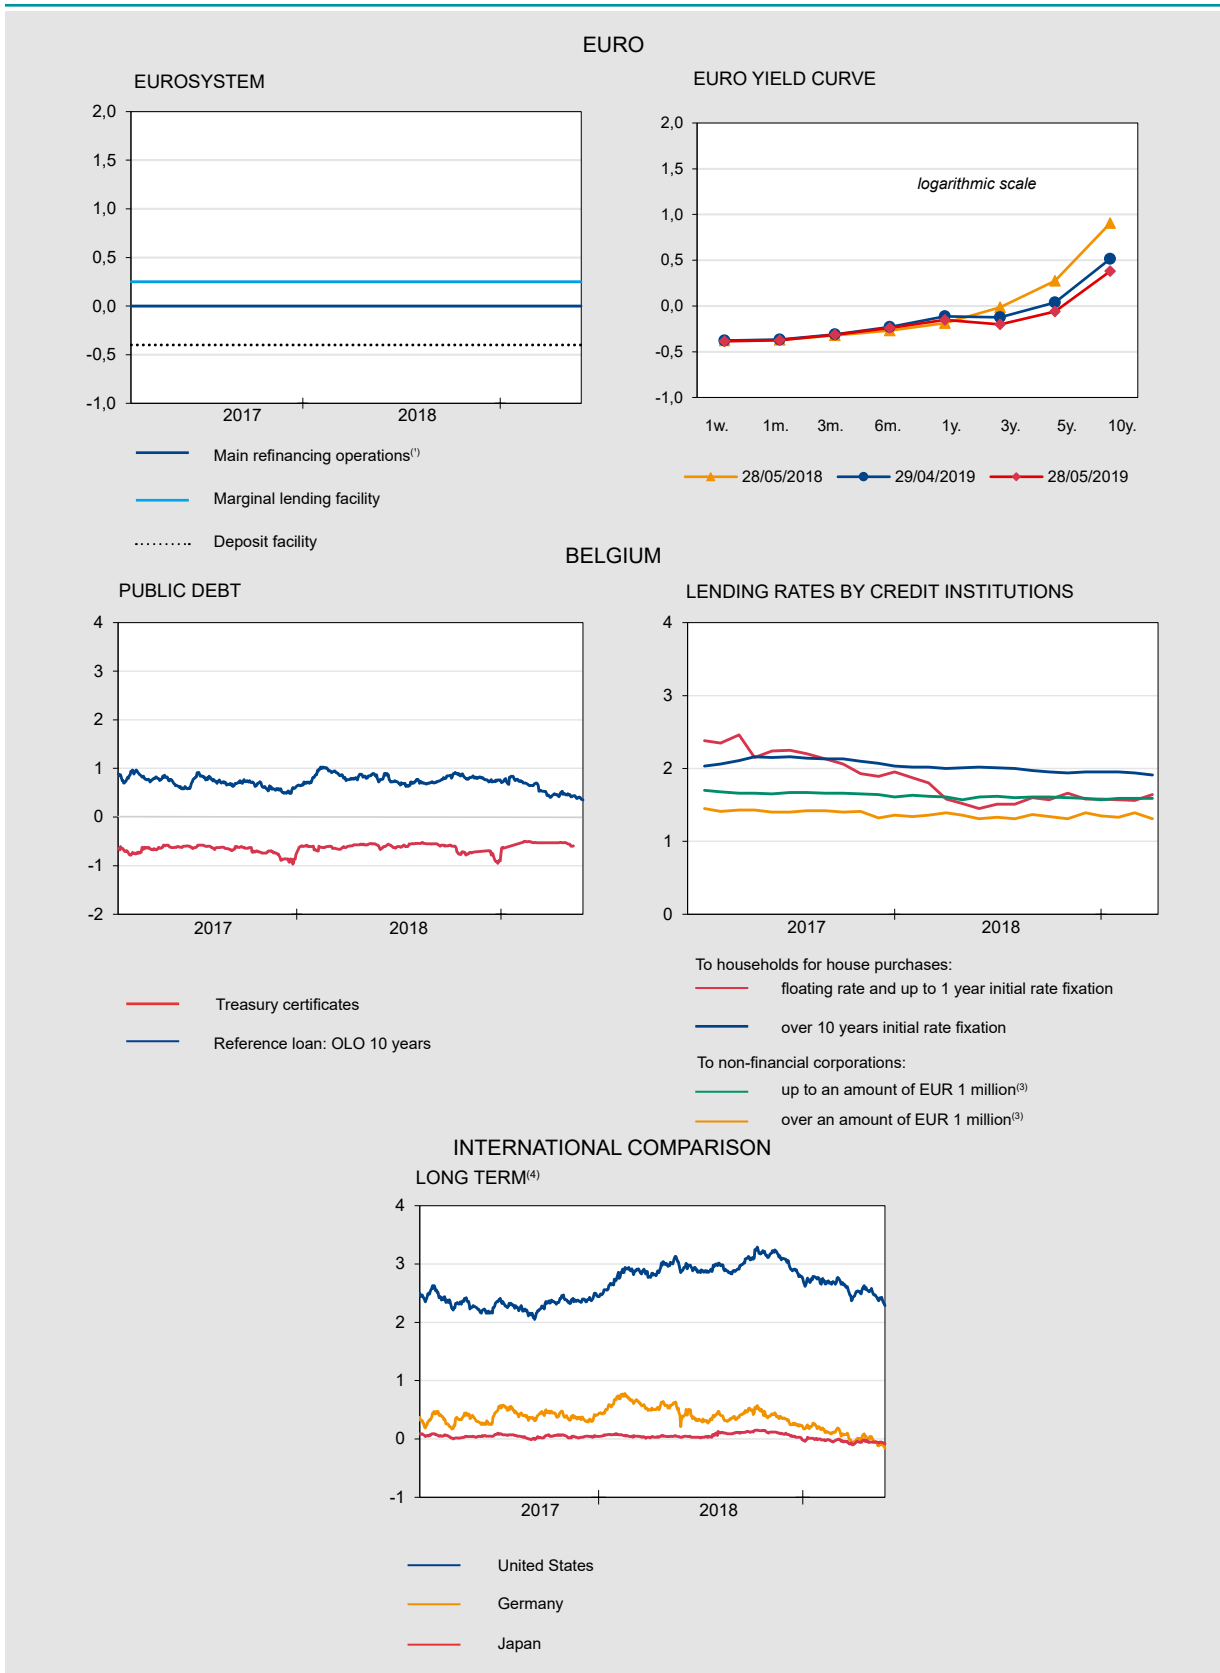 EURO
EUROSYSTEM
2,0
1,5
1,0
0,5
0,0
-0,5
-1,0
2017
2018
Main refinancing operations(¹)
Marginal lending facility
Deposit facility
EURO YIELD CURVE
2,0
1,5
1,0
0,5
0,0
-0,5
-1,0
logarithmic scale
1w. 1m. 3m. 6m. 1y. 3y. 5y. 10y.
28/05/2018 29/04/2019 28/05/2019
BELGIUM
PUBLIC DEBT
4
3
2
1
0
-1
-2
2017
2018
Treasury certificates
Reference loan: OLO 10 years
LENDING RATES BY CREDIT INSTITUTIONS
4
3
2
1
0
2017
2018
To households for house purchases:
floating rate and up to 1 year initial rate fixation
over 10 years initial rate fixation
To non-financial corporations:
up to an amount of EUR 1 million(3)
over an amount of EUR 1 million(3)
INTERNATIONAL COMPARISON
LONG TERM(4)
4
3
2
1
0
-1
2017
2018
United States
Germany
Japan